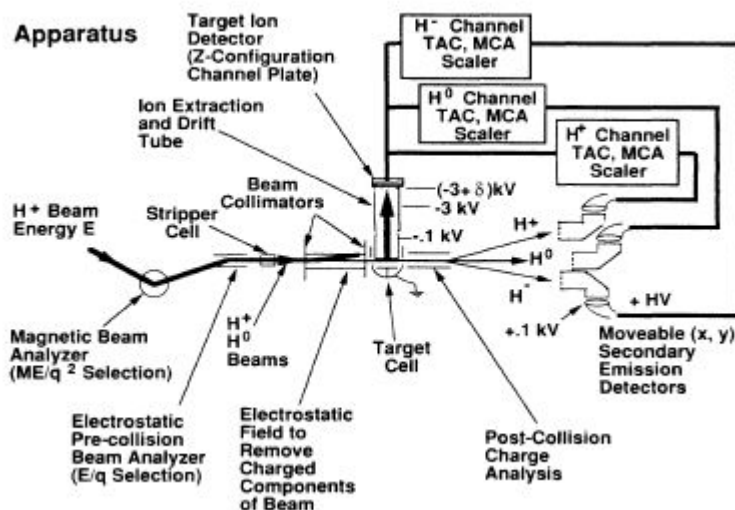 Apparatus
Target Ion
Detector
(Z-Configuration
Channel Plate)
H- Channel
TAC, MCA
Scaler
H0 Channel
TAC, MCA
Scaler
H+ Channel
TAC, MCA
Scaler
Ion Extraction
and Drift
Tube
Beam
Collimators
(-3+ δ)kV
-3 kV
-.1 kV
H+ Beam
Energy E
Stripper
Cell
H+
H0
H-
Magnetic Beam
Analyzer
(ME/q 2 Selection)
H+
H0
Beams
Target
Cell
+.1 kV
+ HV
Moveable (x, y)
Secondary
Emission
Detectors
Electrostatic
Pre-collision
Beam Analyzer
(E/q Selection)
Electrostatic
Field to
Remove
Charged
Components
of Beam
Post-Collision
Charge
Analysis